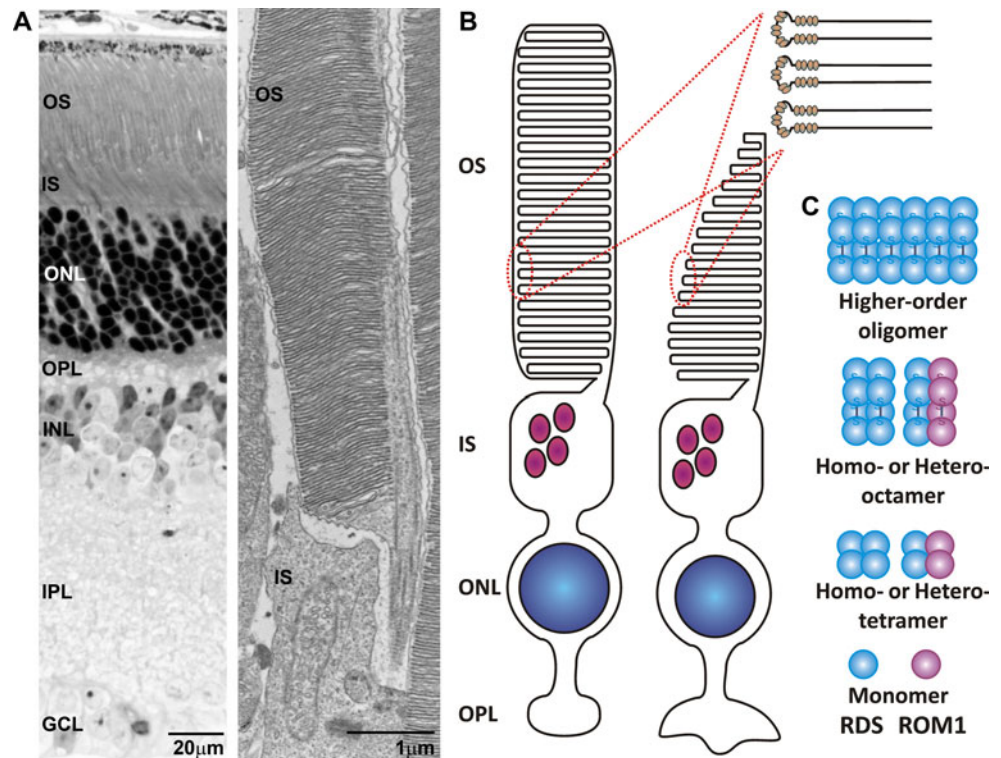 A
OS
IS
ONL
OPL
INL
IPL
GCL
20μm
OS
IS
1μm
B
OS
IS
ONL
OPL
C
S S S S S S
S S S S S S
Higher-order
oligomer
S S S S
S S S S
Homo- or Hetero-
octamer
Homo- or Hetero-
tetramer
Monomer
RDS ROM1